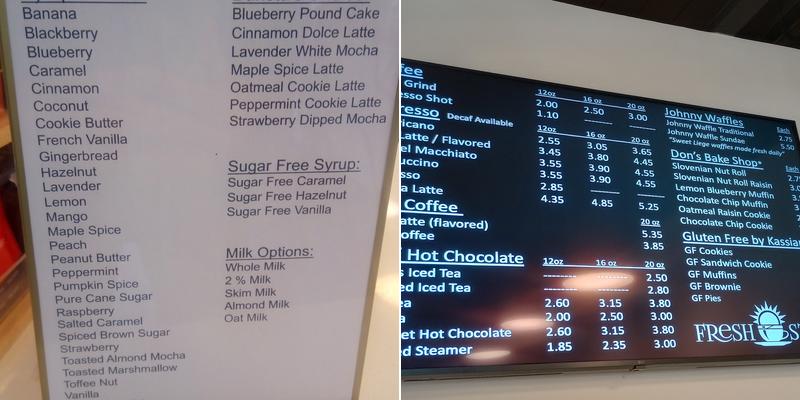 Banana
Blackberry
Blueberry
Caramel
Cinnamon
Coconut
Cookie Butter
French Vanilla
Gingerbread
Hazelnut
Lavender
Lemon
Mango
Maple Spice
Peach
Peanut Butter
Peppermint
Pumpkin Spice
Pure Cane Sugar
Raspberry
Salted Caramel
Spiced Brown Sugar
Strawberry
Toasted Almond Mocha
Toasted Marshmallow
Toffee Nut
Vanilla
Blueberry Pound Cake
Cinnamon Dolce Latte
Lavender White Mocha
Maple Spice Latte
Oatmeal Cookie Latte
Peppermint Cookie Latte
Strawberry Dipped Mocha
Sugar Free Syrup:
Sugar Free Caramel
Sugar Free Hazelnut
Sugar Free Vanilla
Milk Options:
Whole Milk
2 % Milk
Skim Milk
Almond Milk
Oat Milk
fee 12oz 16 oz 20 oz
Grind 2.00 2.50 3.00
esso Shot 1.10 ------ ------
resso Decaf Available 12oz 16 oz 20 oz
icano 2.55 3.05 3.65
Latte / Flavored 3.45 3.80 4.45
el Macchiato 3.55 3.90 4.55
uccino 3.55 3.90 4.55
sso 2.85 ------ ------
a Latte 4.35 4.85 5.25
Coffee 20 oz
atte (flavored) 5.35
offee 3.85
Hot Chocolate 12oz 16 oz 20 oz
s Iced Tea -------- -------- 2.50
ed Iced Tea -------- -------- 2.80
ea 2.60 3.15 3.80
a 2.00 2.50 3.00
et Hot Chocolate 2.60 3.15 3.80
ed Steamer 1.85 2.35 3.00
Johnny Waffles Each
Johnny Waffle Traditional 2.75
Johnny Waffle Sundae 5.50
*Sweet Liege waffles made fresh daily*
Don's Bake Shop* Each
Slovenian Nut Roll 2.7
Slovenian Nut Roll Raisin
Lemon Blueberry Muffin
Chocolate Chip Muffin
Oatmeal Raisin Cookie
Chocolate Chip Cookie
Gluten Free by Kassia
GF Cookies
GF Sandwich Cookie
GF Muffins
GF Brownie
GF Pies
FRESH S